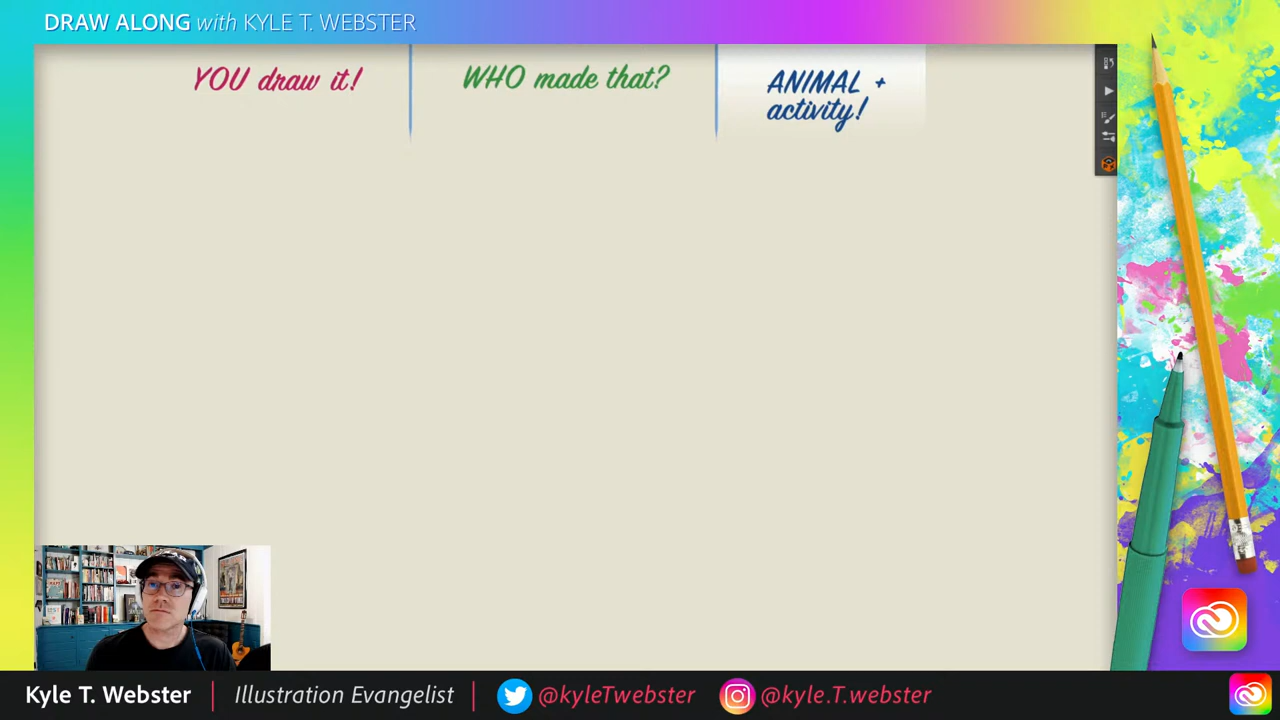 DRAW ALONG with KYLE T. WEBSTER
YOU draw it!
WHO made that?
ANIMAL +
activity!
Kyle T. Webster | Illustration Evangelist @kyleTwebster @kyle.T.webster